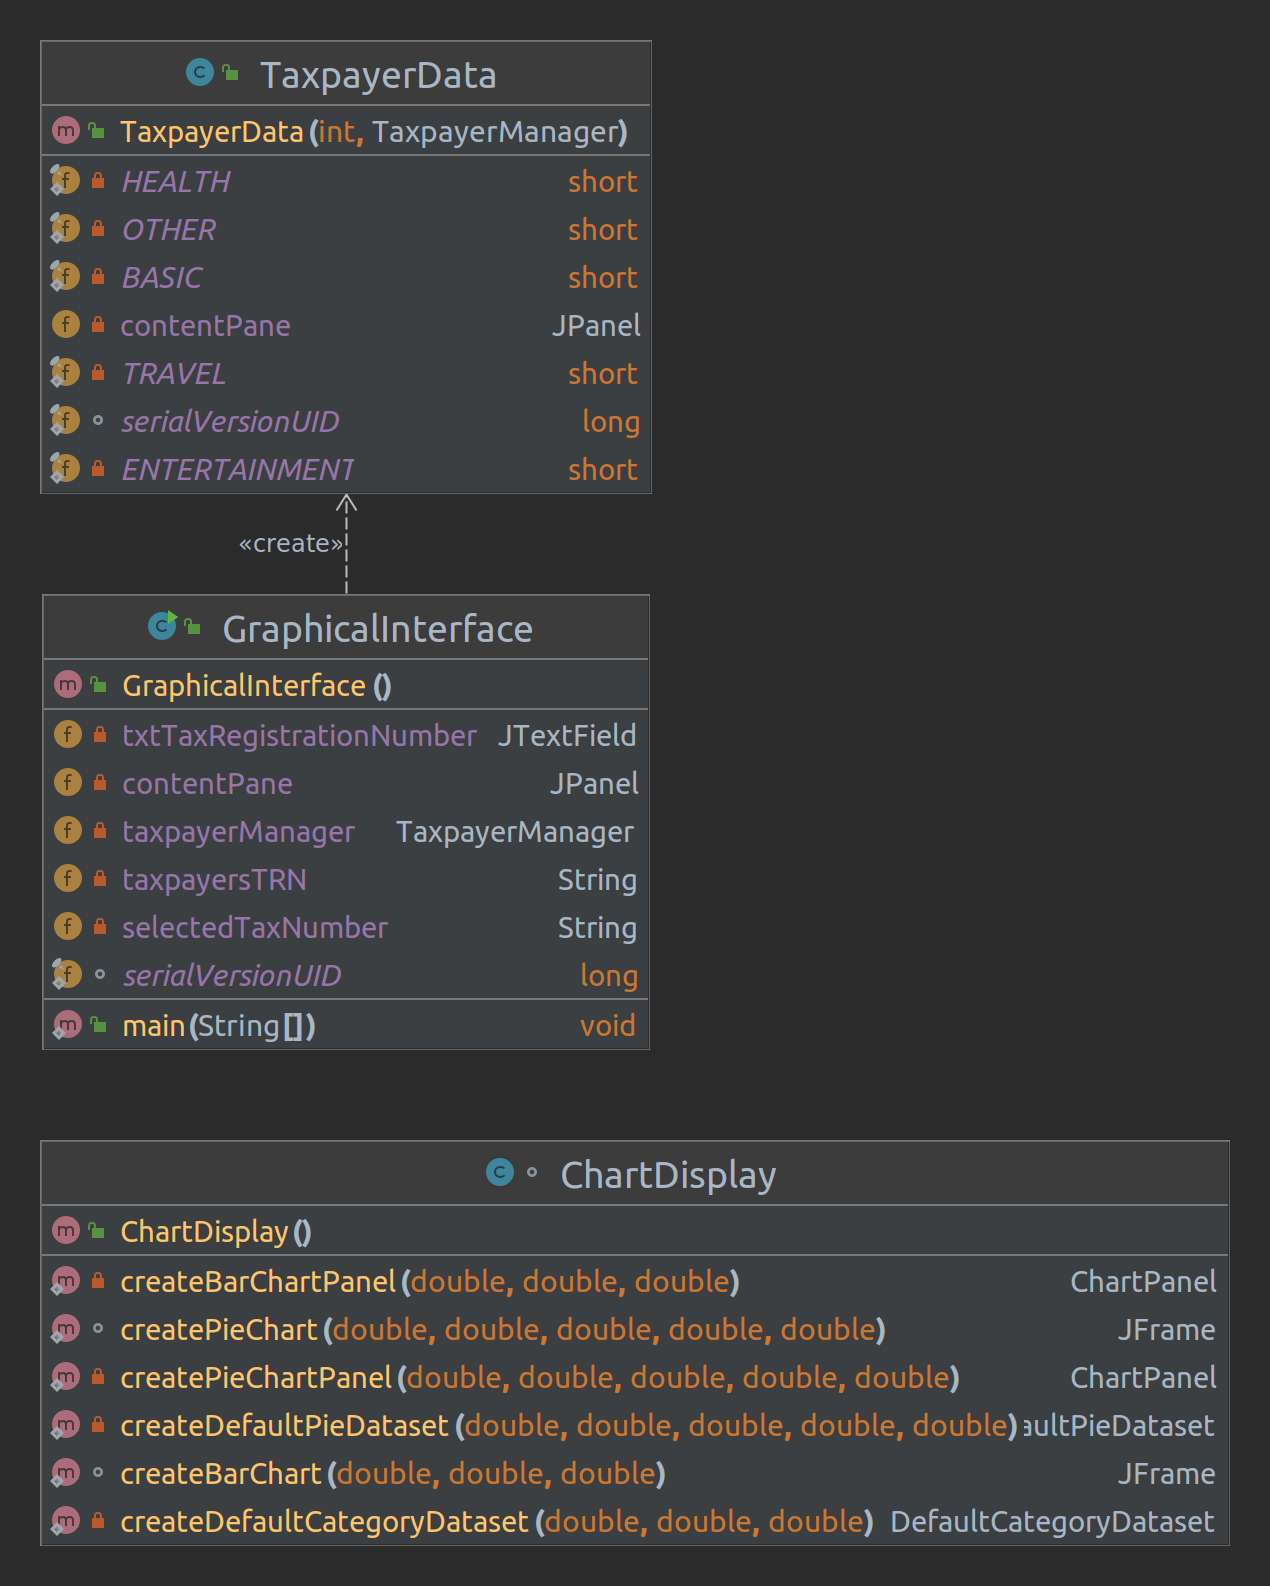 TaxpayerData
TaxpayerData(int, TaxpayerManager)
HEALTH short
OTHER short
BASIC short
contentPane JPanel
TRAVEL short
serialVersionUID long
ENTERTAINMENT short
«create»
GraphicalInterface
GraphicalInterface()
txtTaxRegistrationNumber JTextField
contentPane JPanel
taxpayerManager TaxpayerManager
taxpayersTRN String
selectedTaxNumber String
serialVersionUID long
main(String[]) void
ChartDisplay
ChartDisplay()
createBarChartPanel(double, double, double) ChartPanel
createPieChart(double, double, double, double, double) JFrame
createPieChartPanel(double, double, double, double, double) ChartPanel
createDefaultPieDataset(double, double, double, double, double) aultPieDataset
createBarChart(double, double, double) JFrame
createDefaultCategoryDataset(double, double, double) DefaultCategoryDataset